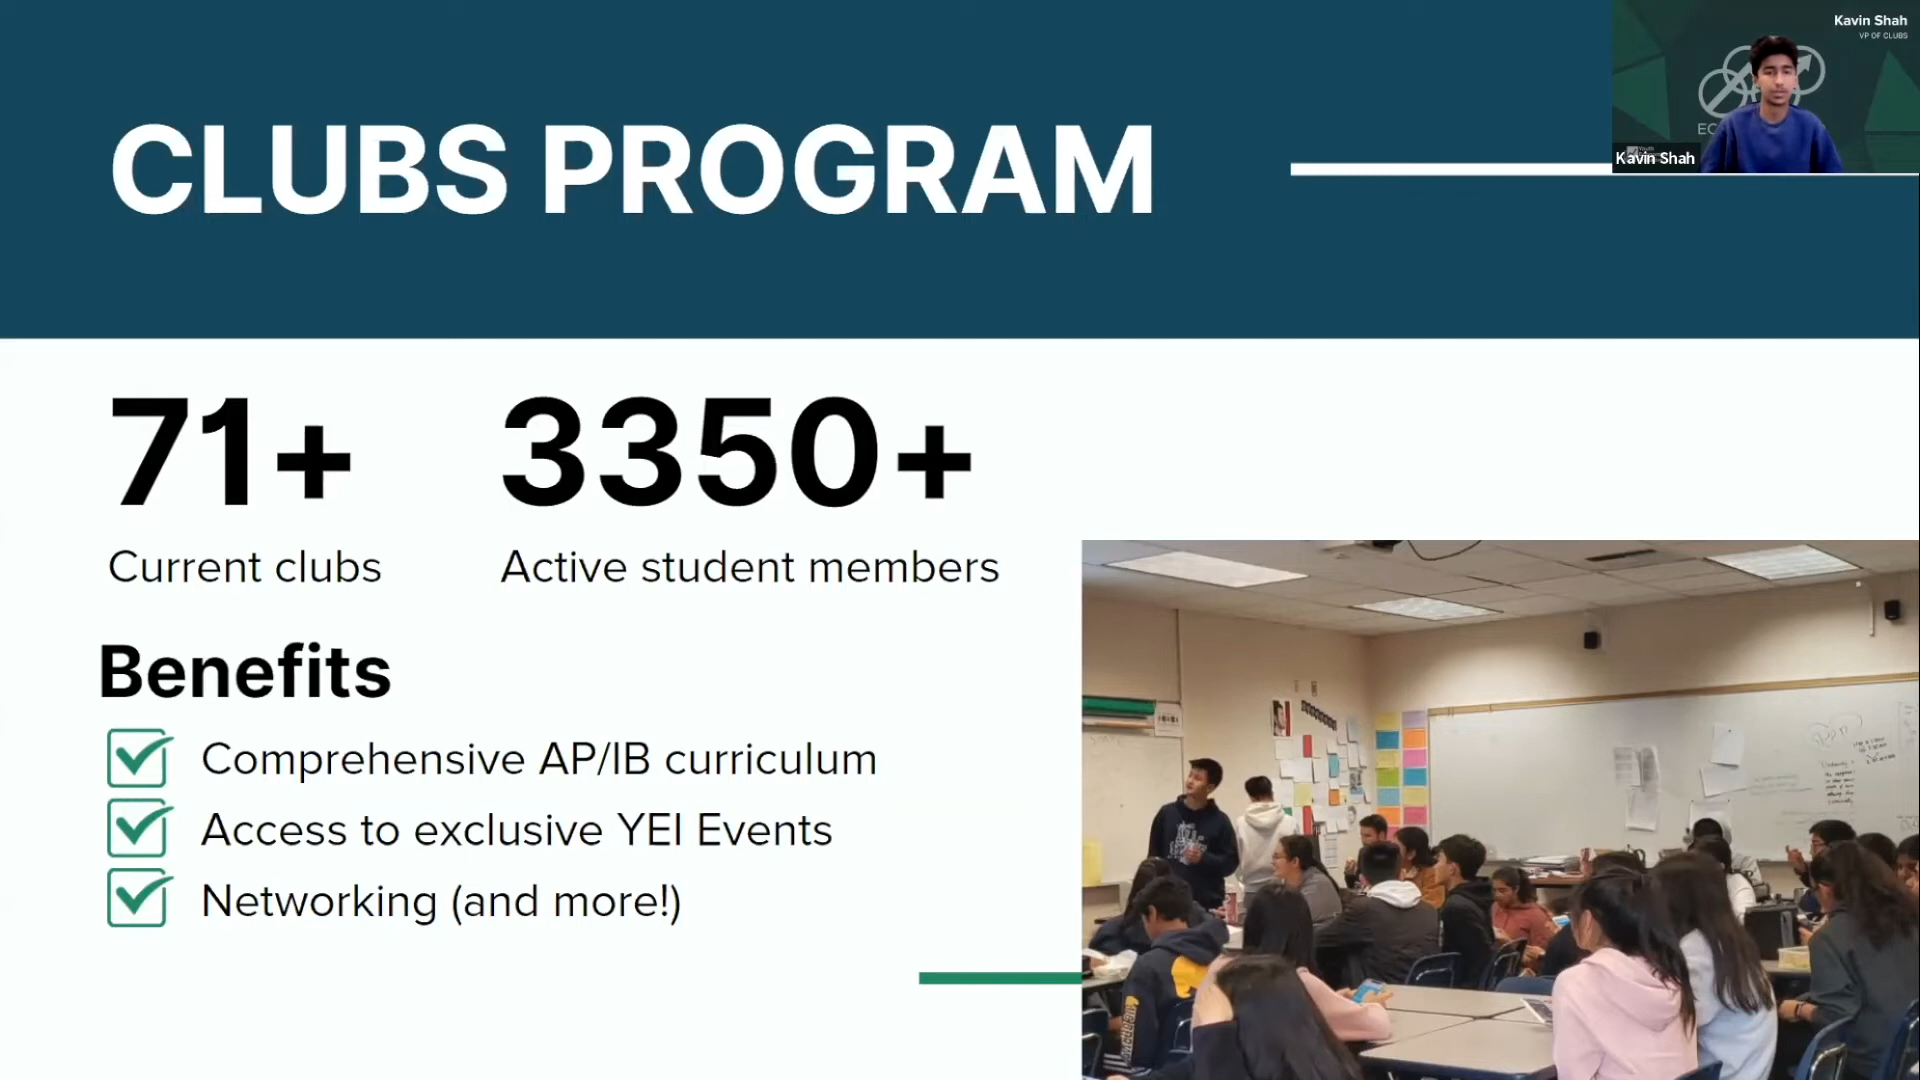 CLUBS PROGRAM
Kavin Shah
VP OF CLUBS
EC
Kavin Shah
71+
Current clubs
3350+
Active student members
Benefits
Comprehensive AP/IB curriculum
Access to exclusive YEI Events
Networking (and more!)